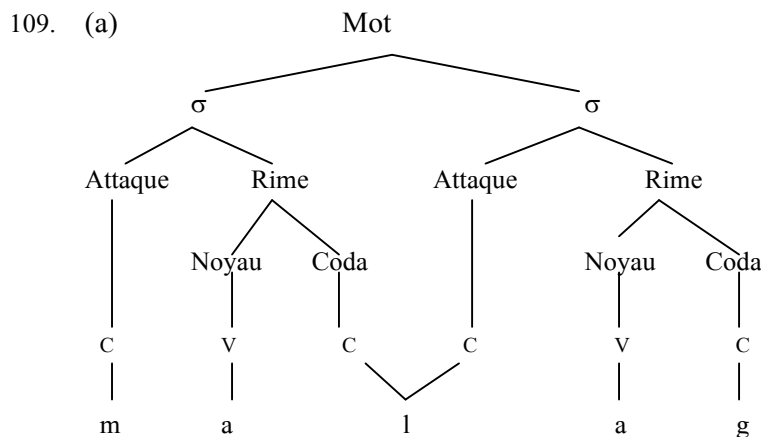 109. (a) Mot
σ σ
Attaque Rime Attaque Rime
Noyau Coda Noyau Coda
C V C C V C
m a l a g